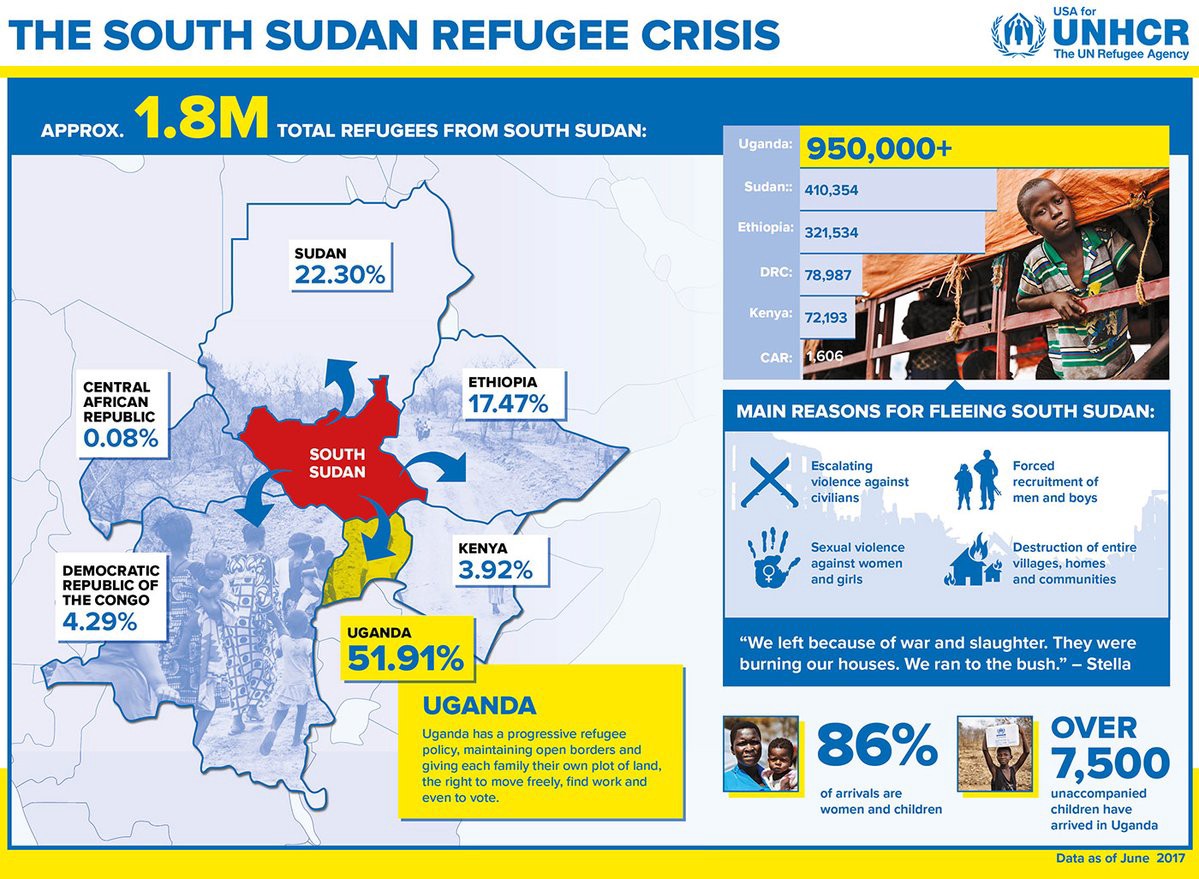 THE SOUTH SUDAN REFUGEE CRISIS
USA for
UNHCR
The UN Refugee Agency
APPROX. 1.8M TOTAL REFUGEES FROM SOUTH SUDAN:
Uganda: 950,000+
Sudan:: 410,354
Ethiopia: 321,534
DRC: 78,987
Kenya: 72,193
CAR: 1,606
SUDAN
22.30%
ETHIOPIA
17.47%
CENTRAL
AFRICAN
REPUBLIC
0.08%
SOUTH
SUDAN
KENYA
3.92%
DEMOCRATIC
REPUBLIC OF
THE CONGO
4.29%
UGANDA
51.91%
UGANDA
Uganda has a progressive refugee
policy, maintaining open borders and
giving each family their own plot of land,
the right to move freely, find work and
even to vote.
MAIN REASONS FOR FLEEING SOUTH SUDAN:
Escalating
violence against
civilians
Forced
recruitment of
men and boys
Sexual violence
against women
and girls
Destruction of entire
villages, homes
and communities
“We left because of war and slaughter. They were
burning our houses. We ran to the bush.” – Stella
86%
of arrivals are
women and children
OVER
7,500
unaccompanied
children have
arrived in Uganda
Data as of June 2017